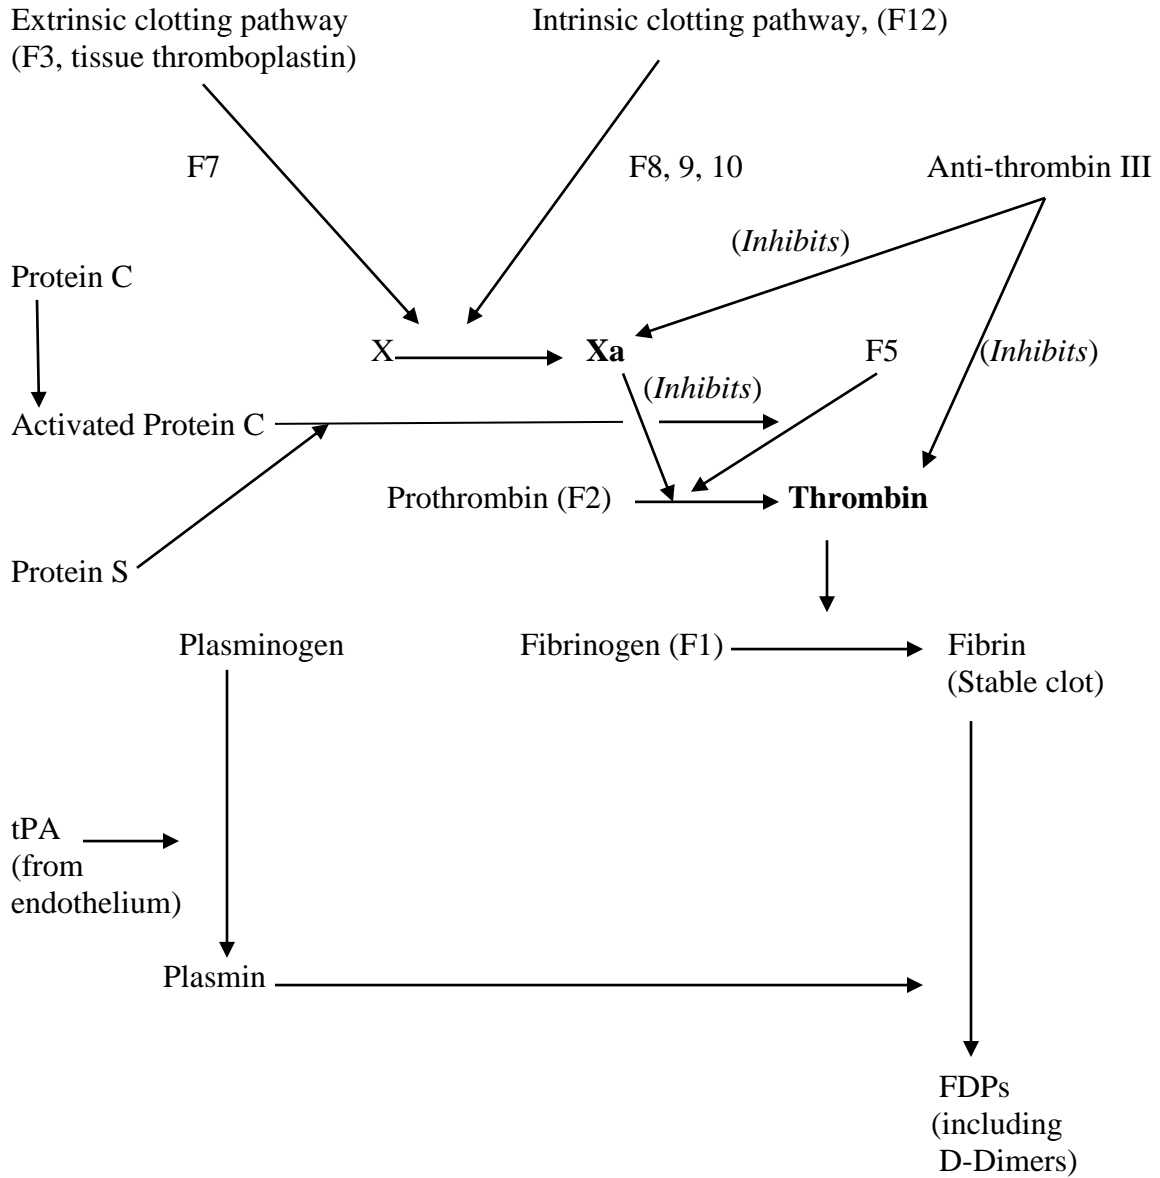 Extrinsic clotting pathway
(F3, tissue thromboplastin)
Intrinsic clotting pathway, (F12)
F7
F8, 9, 10
Anti-thrombin III
(Inhibits)
Protein C
X
Xa
F5
(Inhibits)
(Inhibits)
Activated Protein C
Prothrombin (F2)
Thrombin
Protein S
Plasminogen
Fibrinogen (F1)
Fibrin
(Stable clot)
tPA
(from
endothelium)
Plasmin
FDPs
(including
D-Dimers)